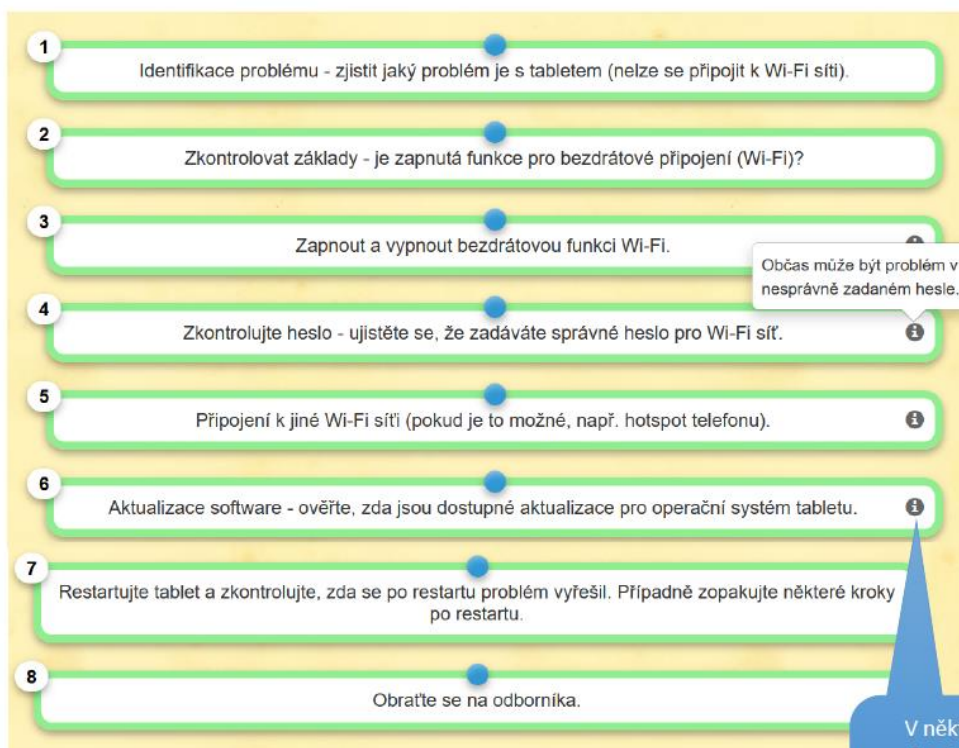 1
Identifikace problému - zjistit jaký problém je s tabletem (nelze se připojit k Wi-Fi síti).
2
Zkontrolovat základy - je zapnutá funkce pro bezdrátové připojení (Wi-Fi)?
3
Zapnout a vypnout bezdrátovou funkci Wi-Fi.
Občas může být problém v
nesprávně zadaném hesle.
4
Zkontrolujte heslo - ujistěte se, že zadáváte správné heslo pro Wi-Fi síť.
5
Připojení k jiné Wi-Fi síťi (pokud je to možné, např. hotspot telefonu).
6
Aktualizace software - ověřte, zda jsou dostupné aktualizace pro operační systém tabletu.
7
Restartujte tablet a zkontrolujte, zda se po restartu problém vyřešil. Případně zopakujte některé kroky
po restartu.
8
Obraťte se na odborníka.
V něk